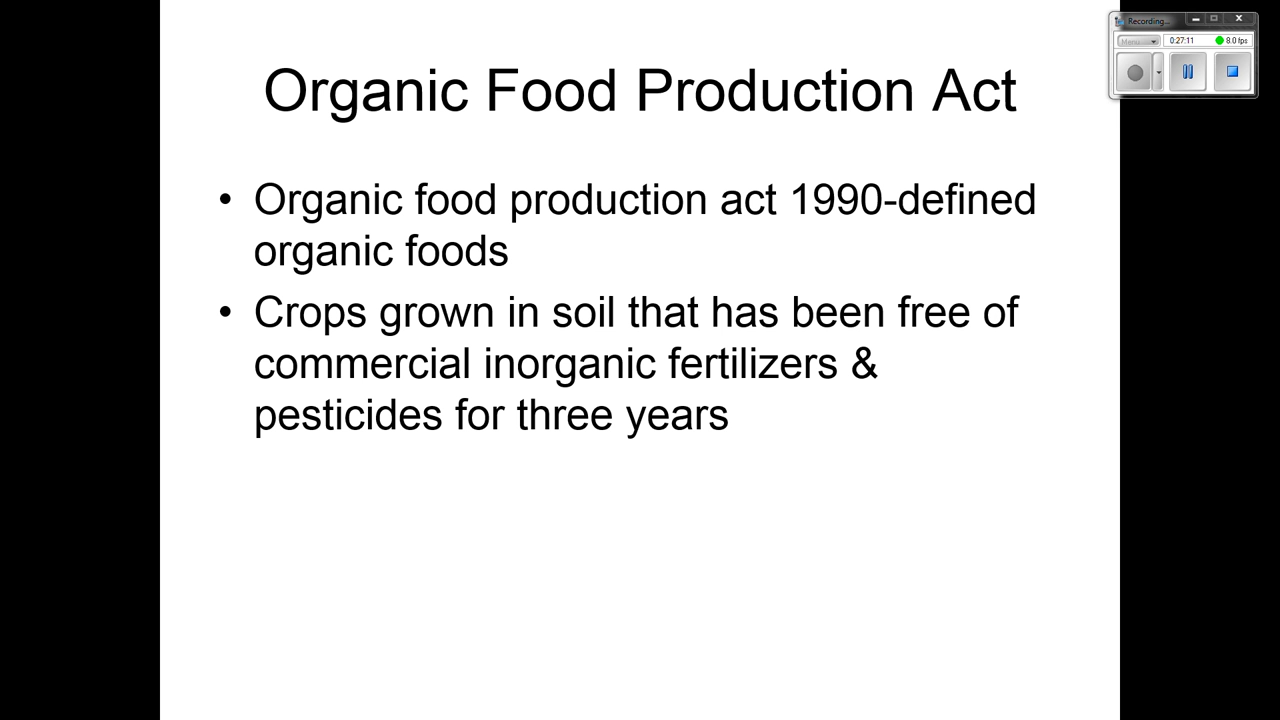 Organic Food Production Act
• Organic food production act 1990-defined
organic foods
• Crops grown in soil that has been free of
commercial inorganic fertilizers &
pesticides for three years
Recording...
Menu
0:27:11
8.0 fps